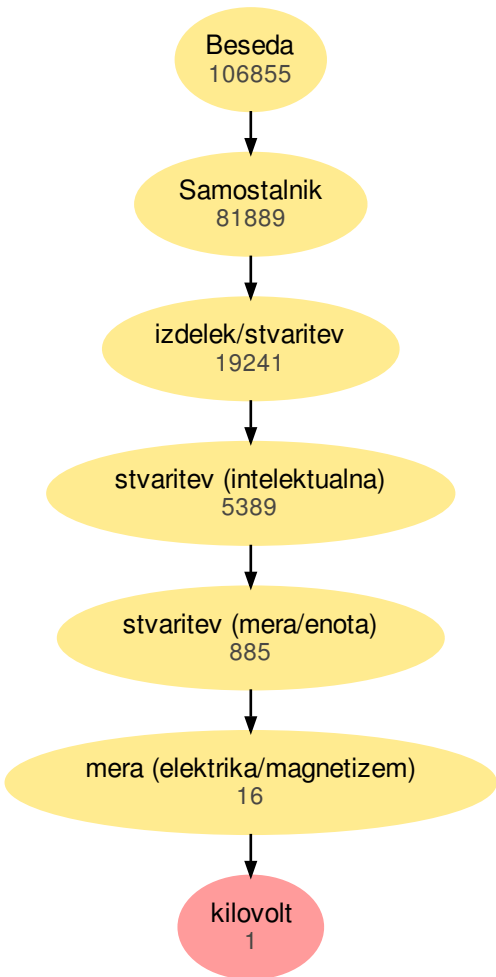 Beseda
106855
Samostalnik
81889
izdelek/stvaritev
19241
stvaritev (intelektualna)
5389
stvaritev (mera/enota)
885
mera (elektrika/magnetizem)
16
kilovolt
1